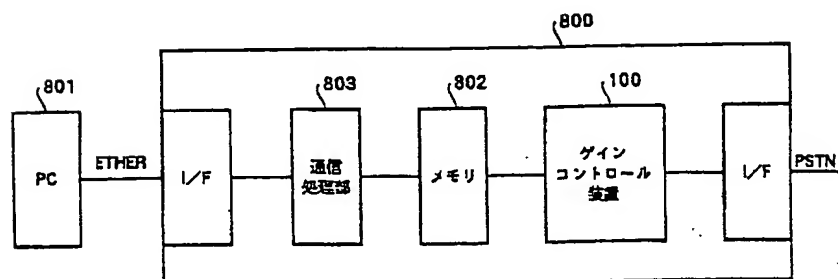 800
801
803
802
100
PC
ETHER
I/F
通信
処理部
メモリ
ゲイン
コントロール
装置
I/F
PSTN